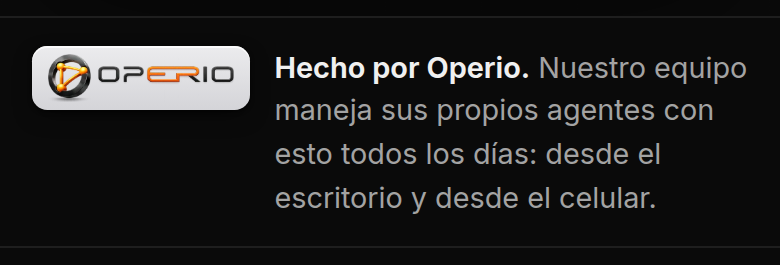 OPERIO
Hecho por Operio. Nuestro equipo
maneja sus propios agentes con
esto todos los días: desde el
escritorio y desde el celular.